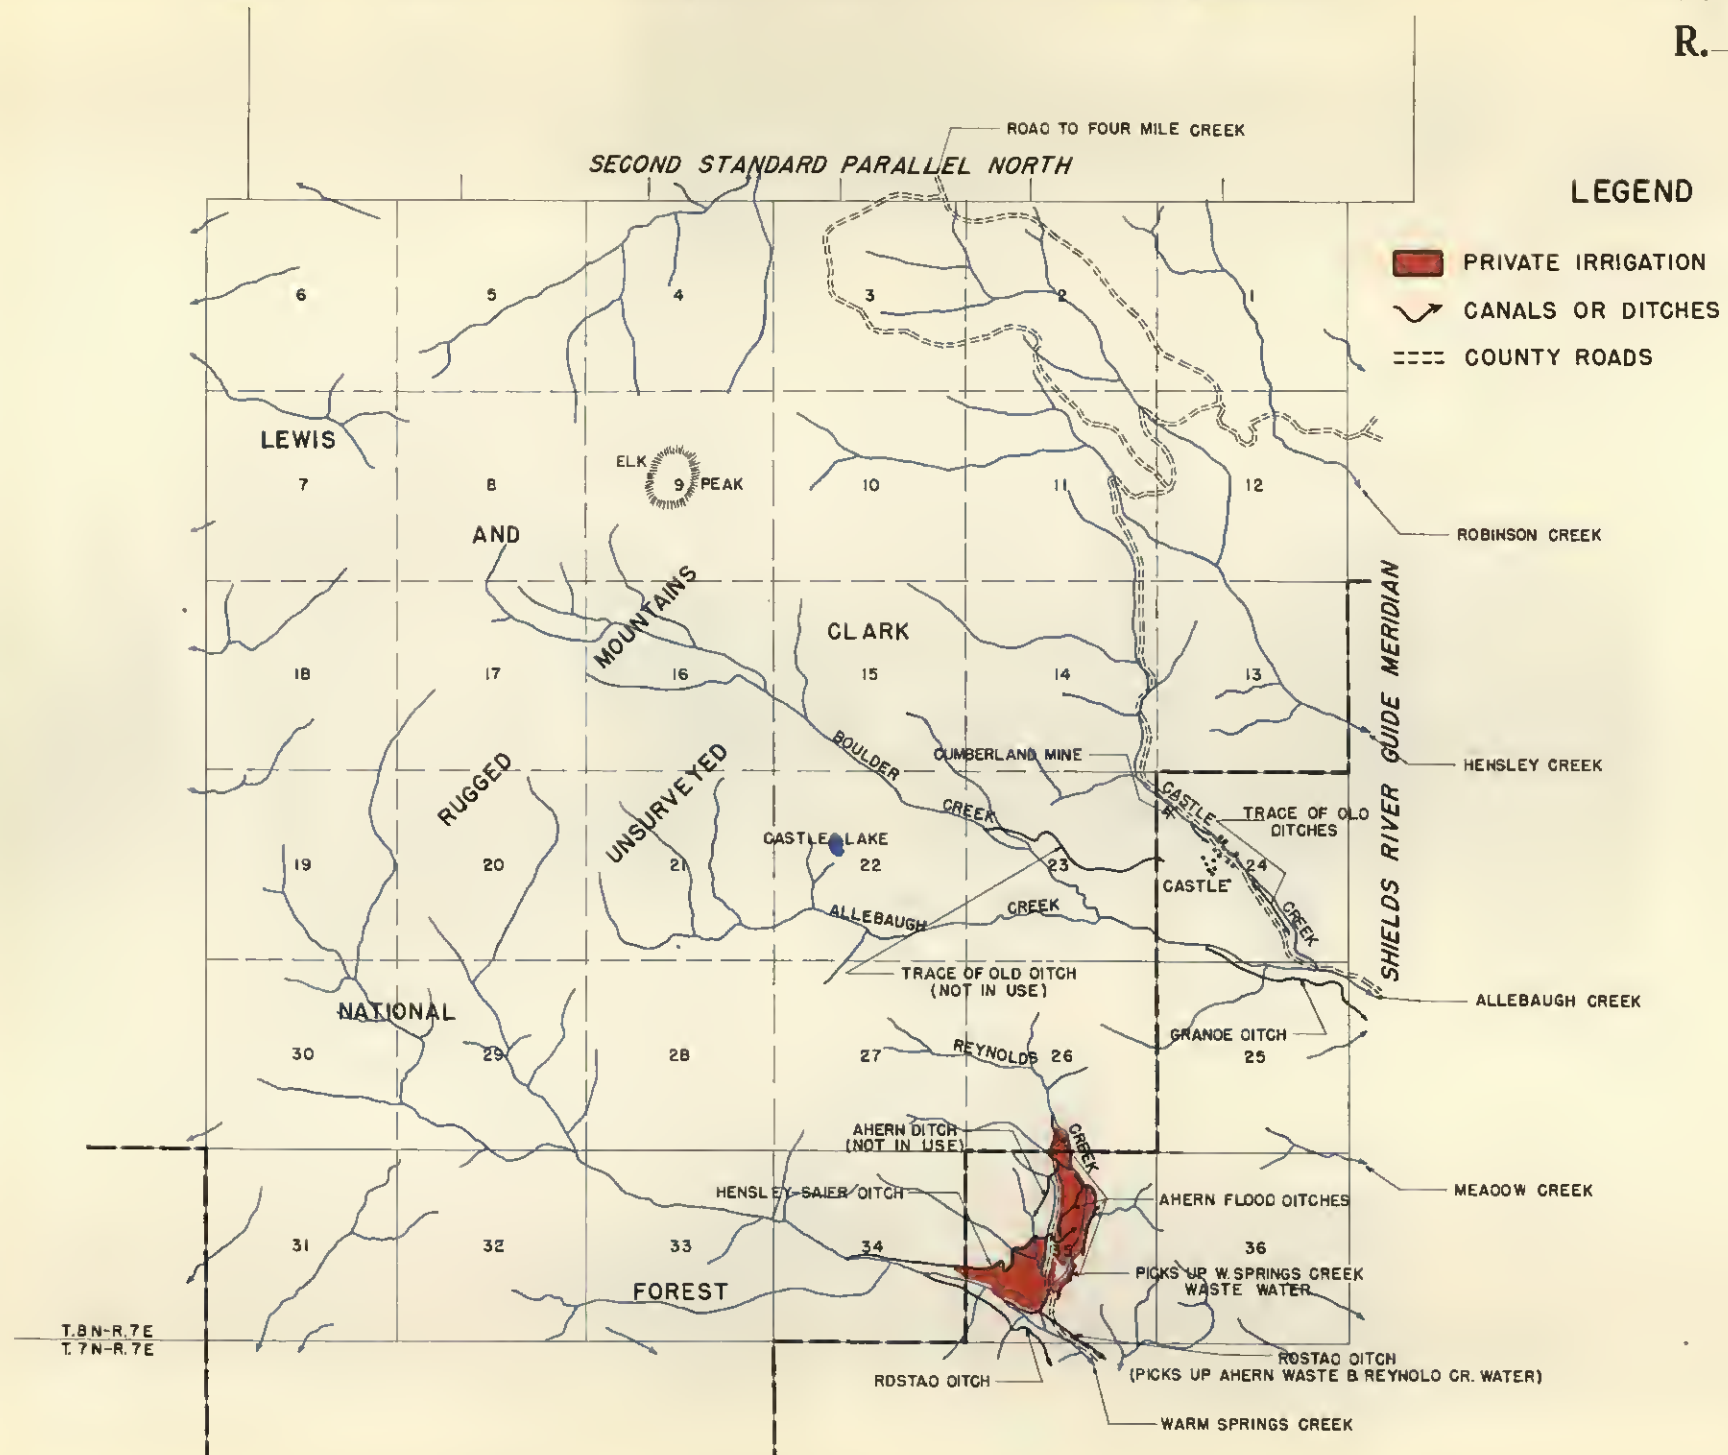 R.
ROAD TO FOUR MILE CREEK
SECOND STANDARD PARALLEL NORTH
LEGEND
PRIVATE IRRIGATION
CANALS OR DITCHES
COUNTY ROADS
6 5 4 3 2 1
LEWIS
ELK
PEAK
7 8 9 10 11 12
AND
ROBINSON CREEK
MOUNTAINS
CLARK
18 17 16 15 14 13
SHIELDS RIVER GUIDE MERIDIAN
BOULDER
CREEK
CUMBERLAND MINE
HENSLEY CREEK
RUGGED
UNSURVEYED
CASTLE
CREEK
TRACE OF OLD
DITCHES
CASTLE LAKE
19 20 21 22 23 24
CASTLE
ALLEBAUGH
CREEK
TRACE OF OLD DITCH
(NOT IN USE)
ALLEBAUGH CREEK
NATIONAL
GRANDE DITCH
30 29 28 27 26 25
REYNOLDS
CREEK
AHERN DITCH
(NOT IN USE)
HENSLEY-SAIER DITCH
AHERN FLOOD DITCHES
MEADOW CREEK
31 32 33 34 35 36
PICKS UP W. SPRINGS CREEK
WASTE WATER
FOREST
T. 8 N-R. 7 E
T. 7 N-R. 7 E
ROSTAD DITCH
(PICKS UP AHERN WASTE & REYNOLD CR. WATER)
ROSTAD DITCH
WARM SPRINGS CREEK